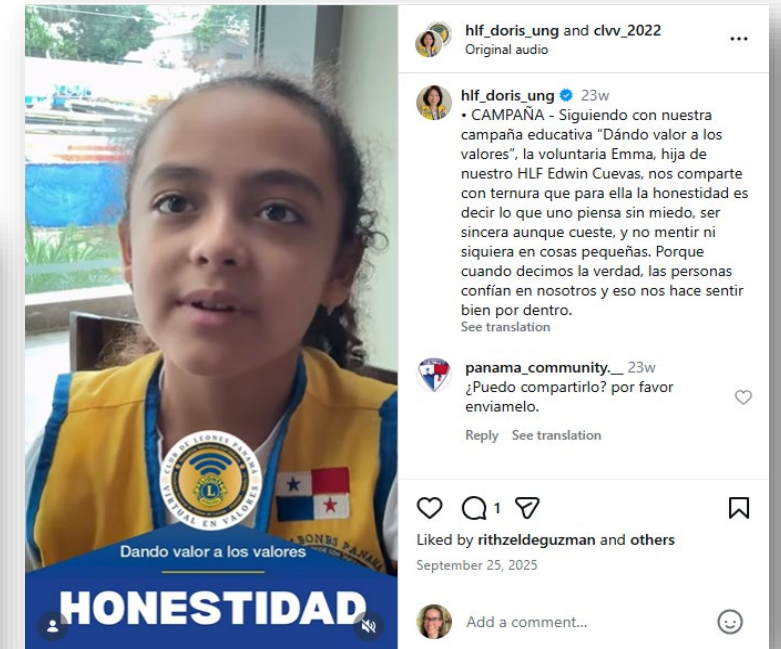 hlf_doris_ung and clvv_2022
Original audio
hlf_doris_ung 23w
• CAMPAÑA - Siguiendo con nuestra
campaña educativa “Dándo valor a los
valores”, la voluntaria Emma, hija de
nuestro HLF Edwin Cuevas, nos comparte
con ternura que para ella la honestidad es
decir lo que uno piensa sin miedo, ser
sincera aunque cueste, y no mentir ni
siquiera en cosas pequeñas. Porque
cuando decimos la verdad, las personas
confían en nosotros y eso nos hace sentir
bien por dentro.
See translation
panama_community.__ 23w
¿Puedo compartirlo? por favor
enviamelo.
Reply See translation
1
Liked by rithzeldeguzman and others
September 25, 2025
Add a comment...
CLUB DE LEONES PANAMÁ
VIRTUAL EN VALORES
L
Dando valor a los valores
HONESTIDAD